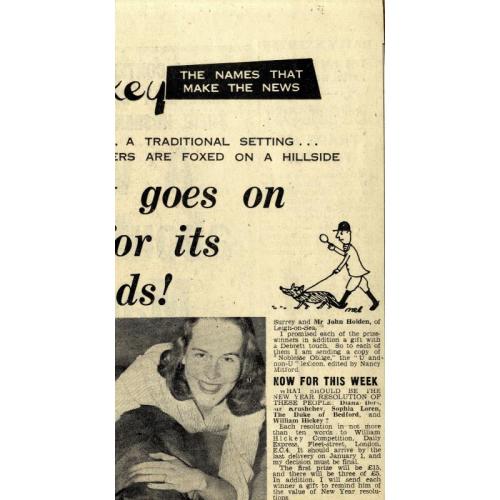 key
THE NAMES THAT
MAKE THE NEWS
. A TRADITIONAL SETTING...
ERS ARE FOXED ON A HILLSIDE
goes on
for its
ds!
mel
Surrey and Mr John Holden, of
Leigh-on-Sea.
I promised each of the prize-
winners in addition a gift with
a Debrett touch. So to each of
them I am sending a copy of
"Noblesse Oblige," the "U and
non-U" lexicon, edited by Nancy
Mitford.
NOW FOR THIS WEEK
WHAT SHOULD BE THE
NEW YEAR RESOLUTION OF
THESE PEOPLE: Diana Dors,
Mr Krushchev, Sophia Loren,
The Duke of Bedford, and
William Hickey?
Each resolution in not more
than ten words to William
Hickey Competition, Daily
Express, Fleet-street, London,
E.C.4. It should arrive by the
last delivery on January 1, and
my decision must be final.
The first prize will be £15,
and there will be three of £5.
In addition, I will send each
winner a gift to remind him of
the value of New Year resolu-
tions